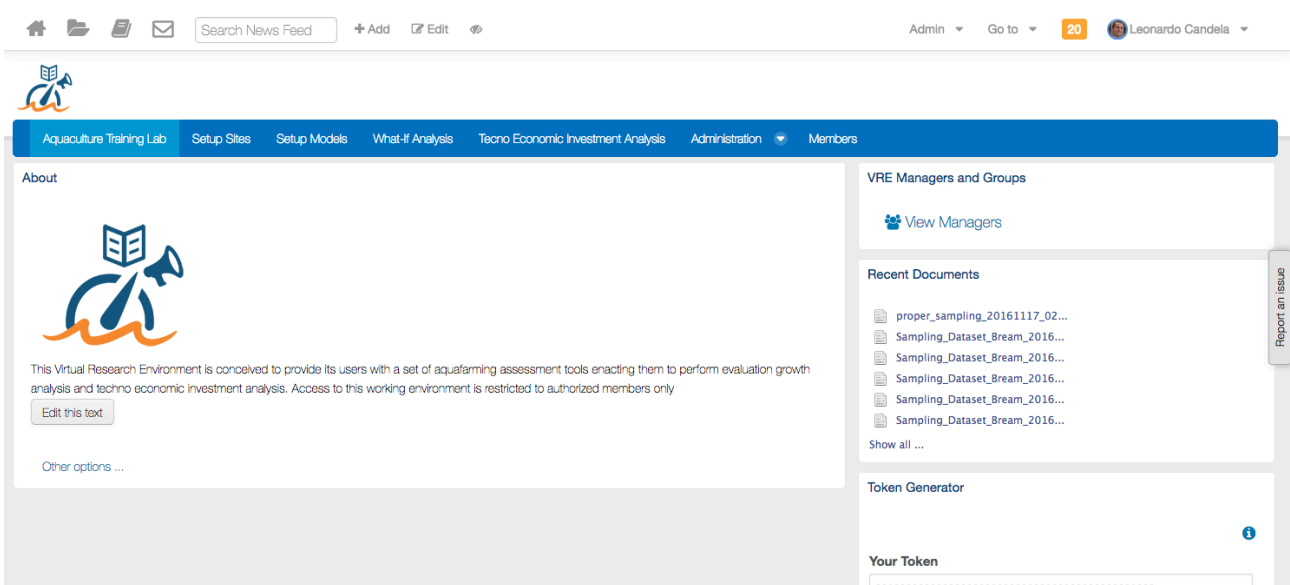 Search News Feed
Add
Edit
Admin
Go to
20
Leonardo Candela
Aquaculture Training Lab
Setup Sites
Setup Models
What-If Analysis
Tecno Economic Investment Analysis
Administration
Members
About
This Virtual Research Environment is conceived to provide its users with a set of aquafarming assessment tools enacting them to perform evaluation growth
analysis and techno economic investment analysis. Access to this working environment is restricted to authorized members only
Edit this text
Other options ...
VRE Managers and Groups
View Managers
Recent Documents
proper_sampling_20161117_02...
Sampling_Dataset_Bream_2016...
Sampling_Dataset_Bream_2016...
Sampling_Dataset_Bream_2016...
Sampling_Dataset_Bream_2016...
Sampling_Dataset_Bream_2016...
Show all ...
Token Generator
Your Token
Report an issue